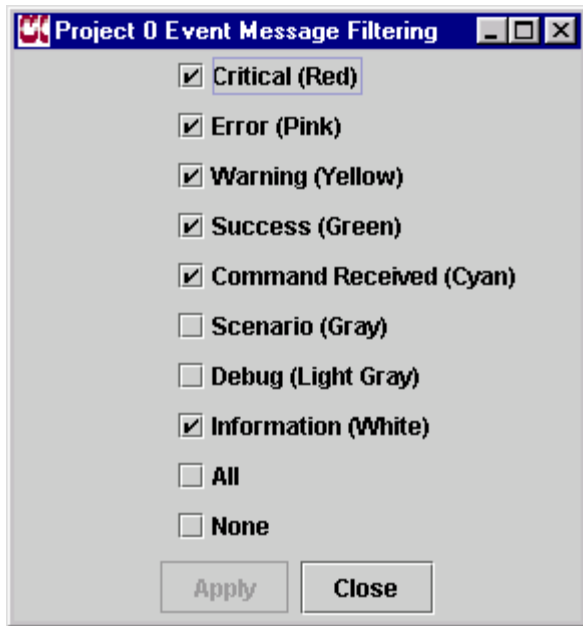 Project 0 Event Message Filtering
Critical (Red)
Error (Pink)
Warning (Yellow)
Success (Green)
Command Received (Cyan)
Scenario (Gray)
Debug (Light Gray)
Information (White)
All
None
Apply Close